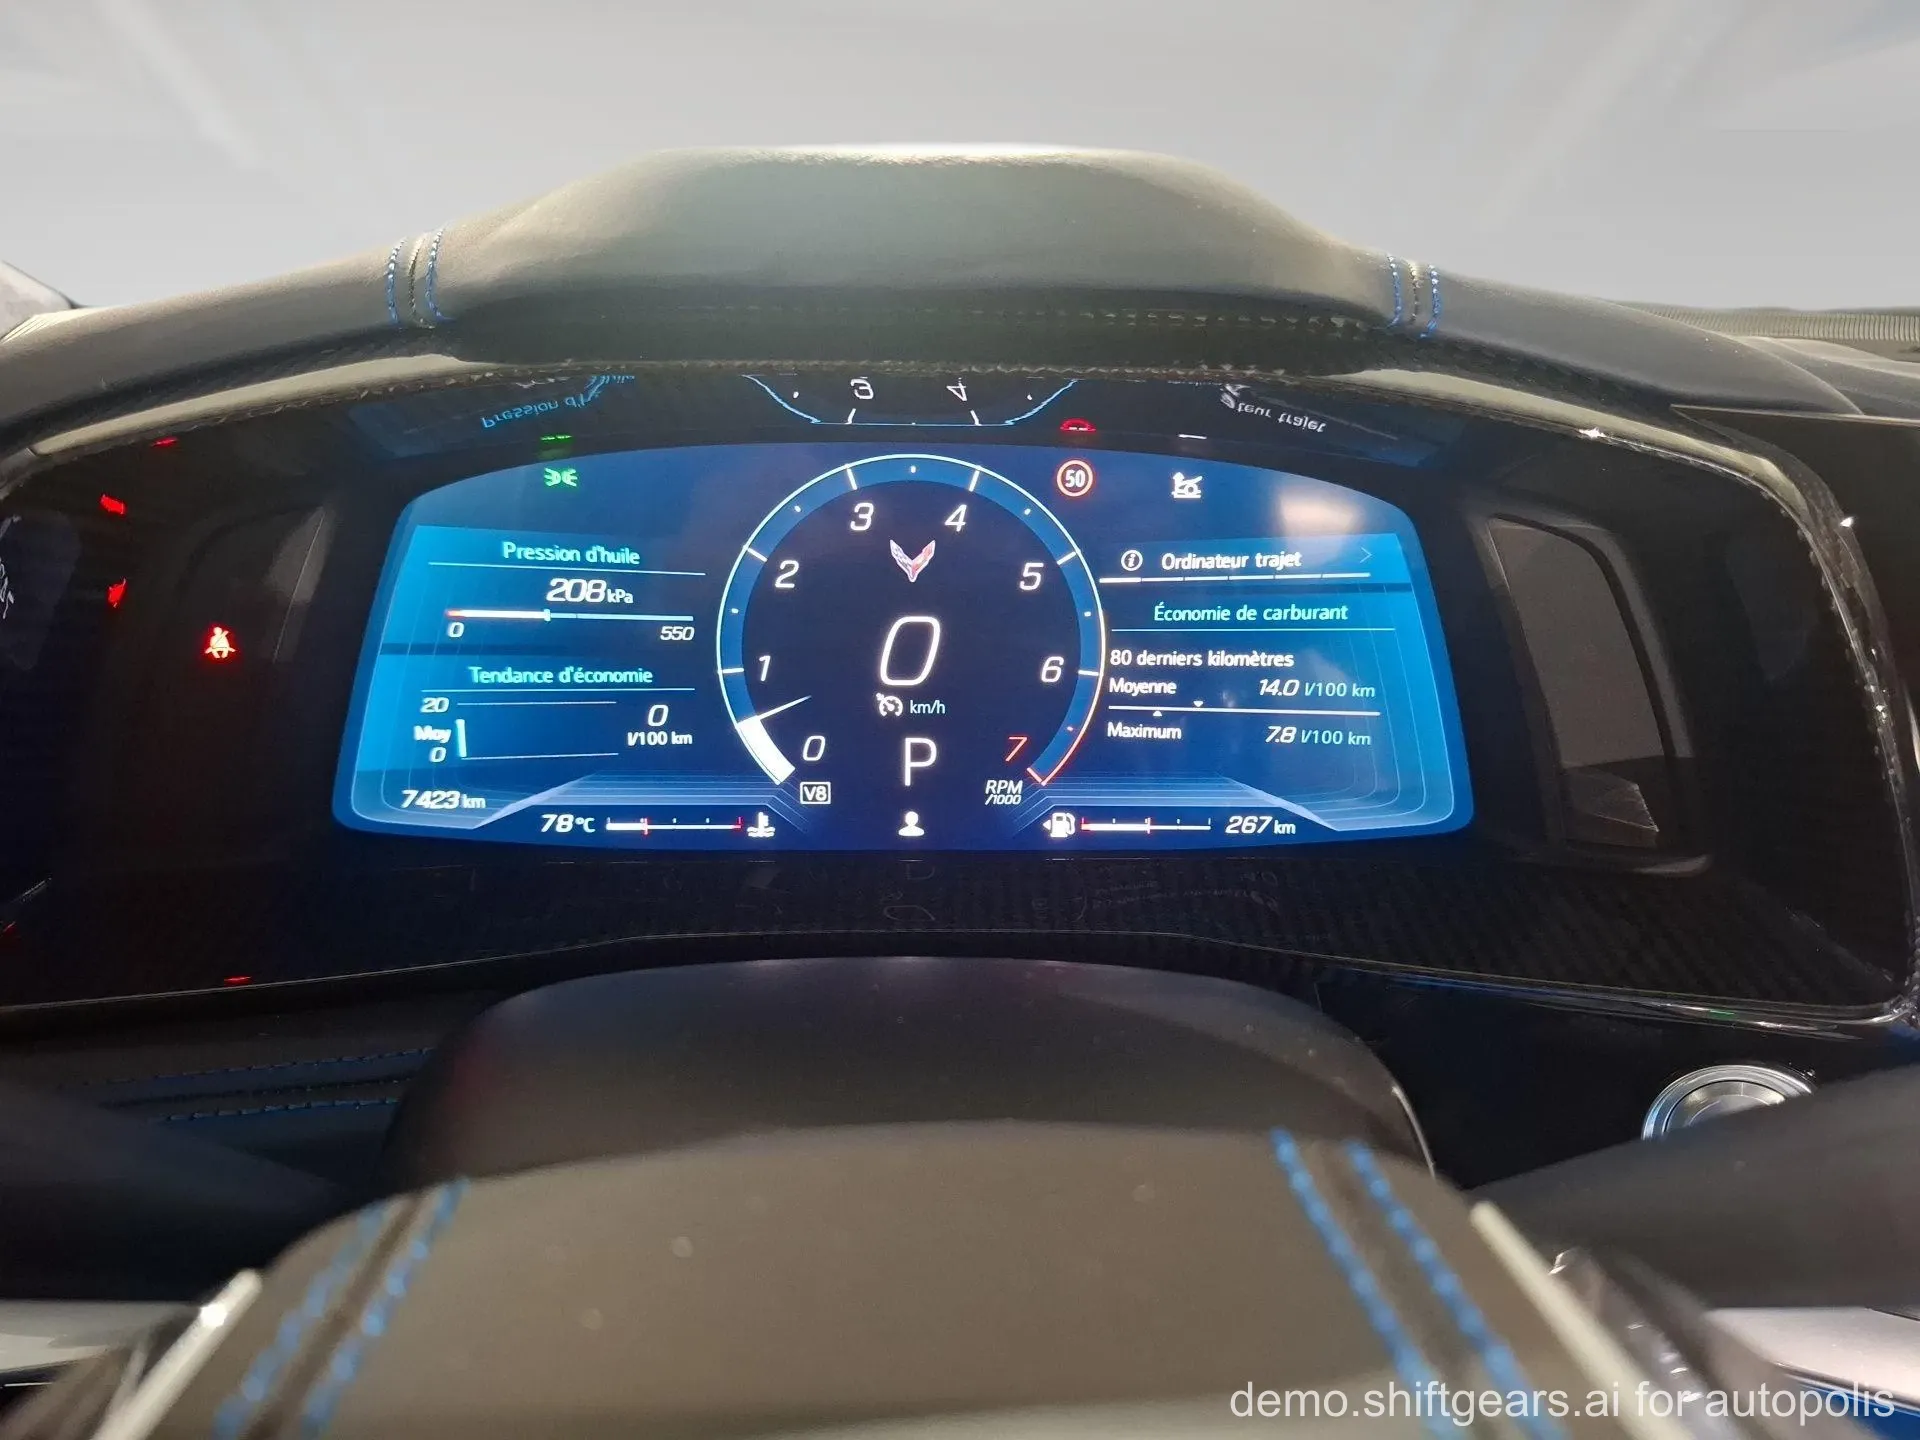 50
3 4
2 5
1 6
0 7
Pression d'huile
208 kPa
0 550
Tendance d'économie
20
Moy
0
0
l/100 km
7423 km
78°C
V8
0
km/h
P
RPM
/1000
Ordinateur trajet
Économie de carburant
80 derniers kilomètres
Moyenne 14.0 l/100 km
Maximum 7.8 l/100 km
267 km
demo.shiftgears.ai for autopolis